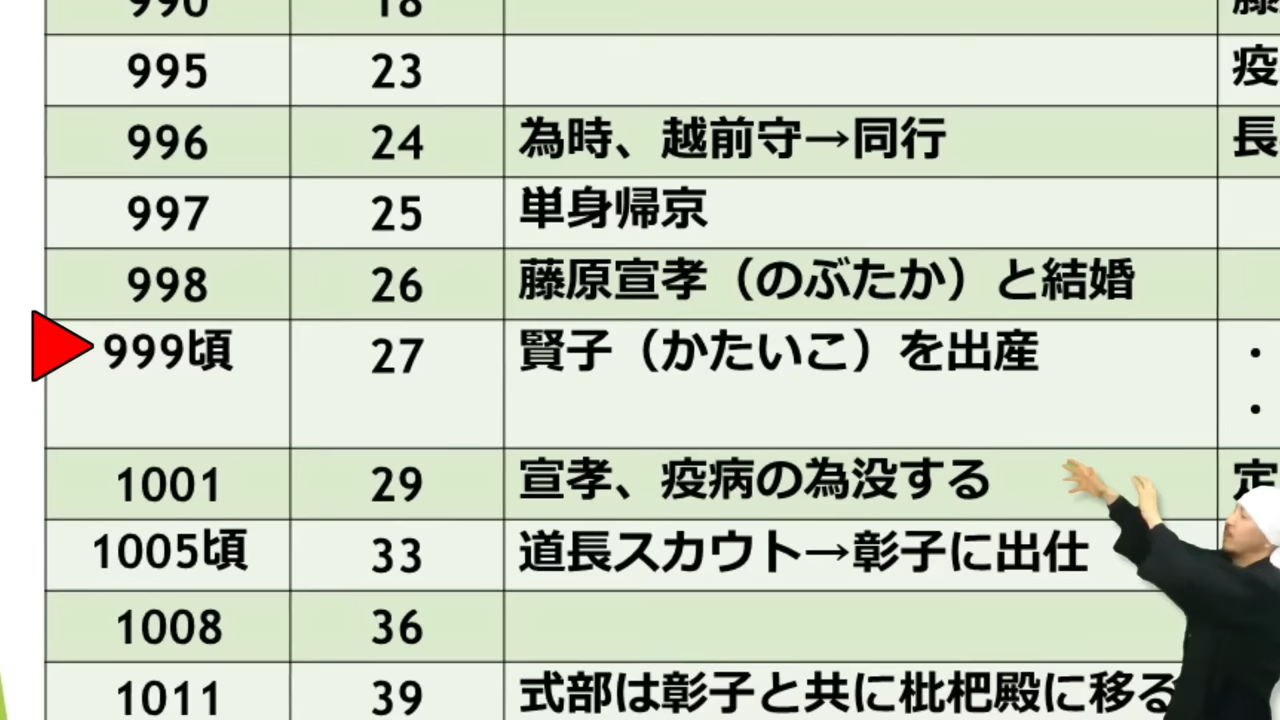 990 18
995 23 疫
996 24 為時、越前守→同行 長
997 25 単身帰京
998 26 藤原宣孝（のぶたか）と結婚
999頃 27 賢子（かたいこ）を出産 ・
・
1001 29 宣孝、疫病の為没する 定
1005頃 33 道長スカウト→彰子に出仕
1008 36
1011 39 式部は彰子と共に枇杷殿に移る